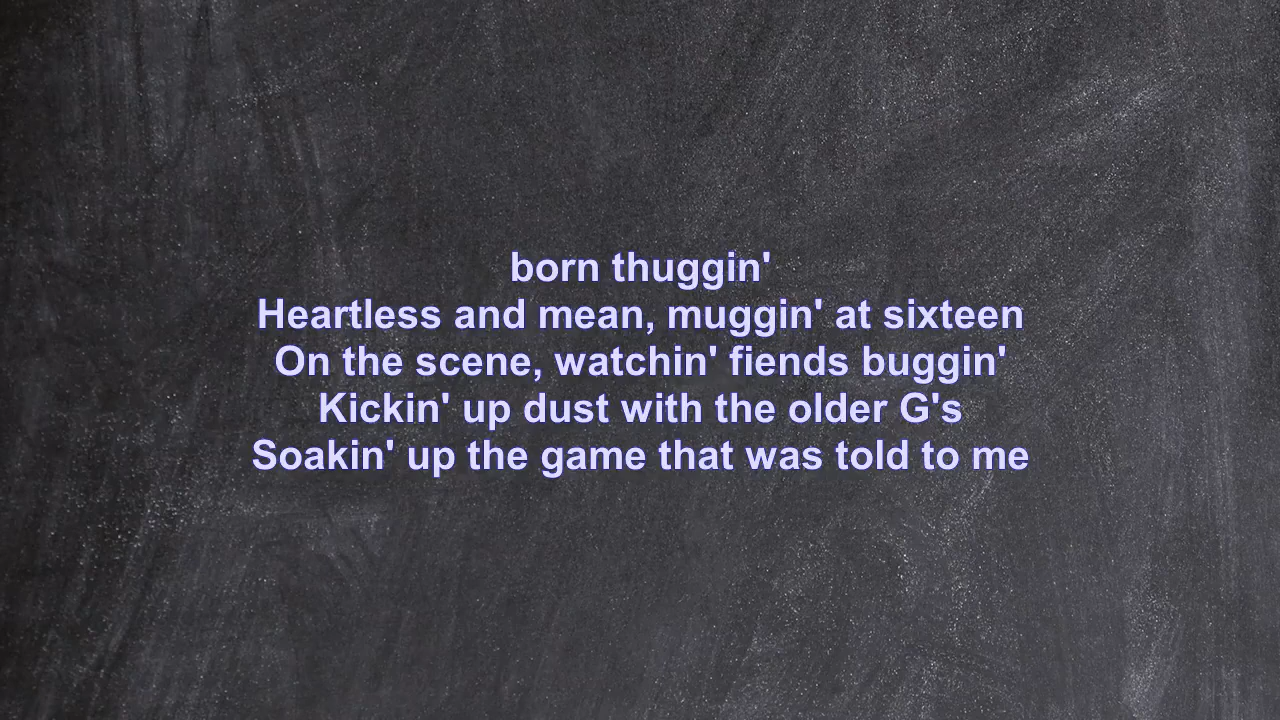 born thuggin'
Heartless and mean, muggin' at sixteen
On the scene, watchin' fiends buggin'
Kickin' up dust with the older G's
Soakin' up the game that was told to me